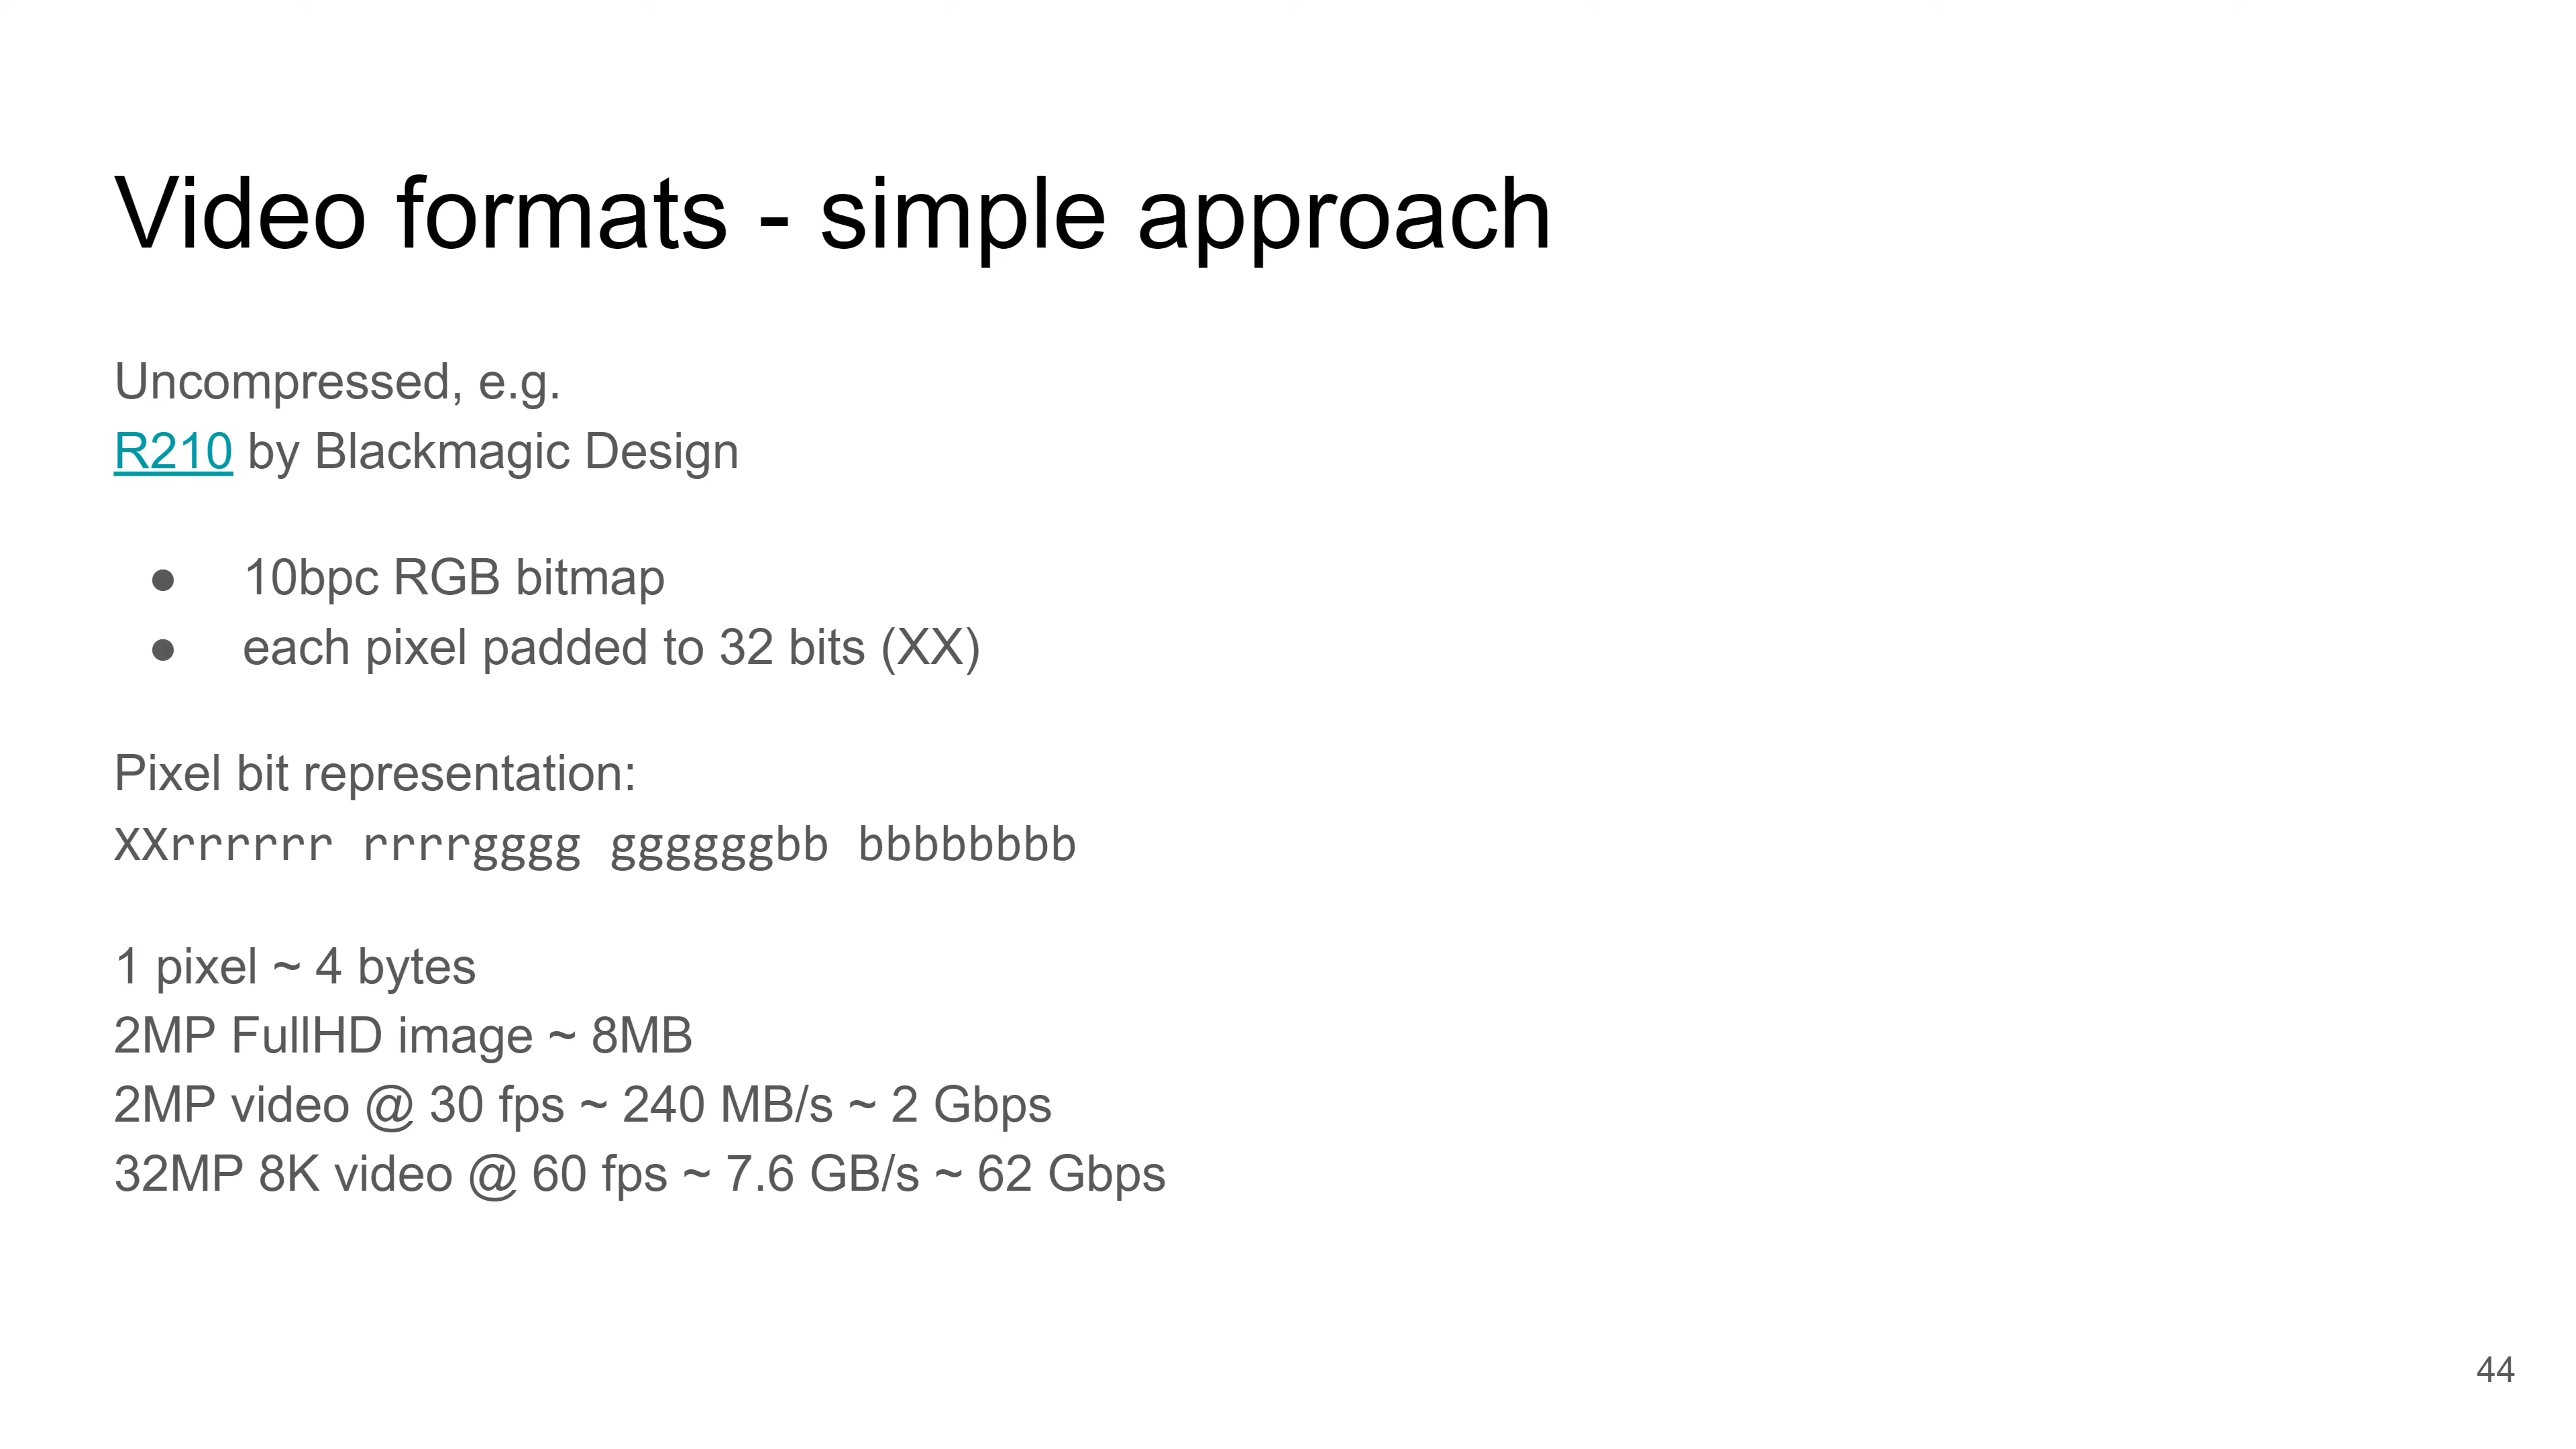 Video formats - simple approach
Uncompressed, e.g.
R210 by Blackmagic Design
● 10bpc RGB bitmap
● each pixel padded to 32 bits (XX)
Pixel bit representation:
XXrrrrrr rrrrgggg ggggggbb bbbbbbbb
1 pixel ~ 4 bytes
2MP FullHD image ~ 8MB
2MP video @ 30 fps ~ 240 MB/s ~ 2 Gbps
32MP 8K video @ 60 fps ~ 7.6 GB/s ~ 62 Gbps
44